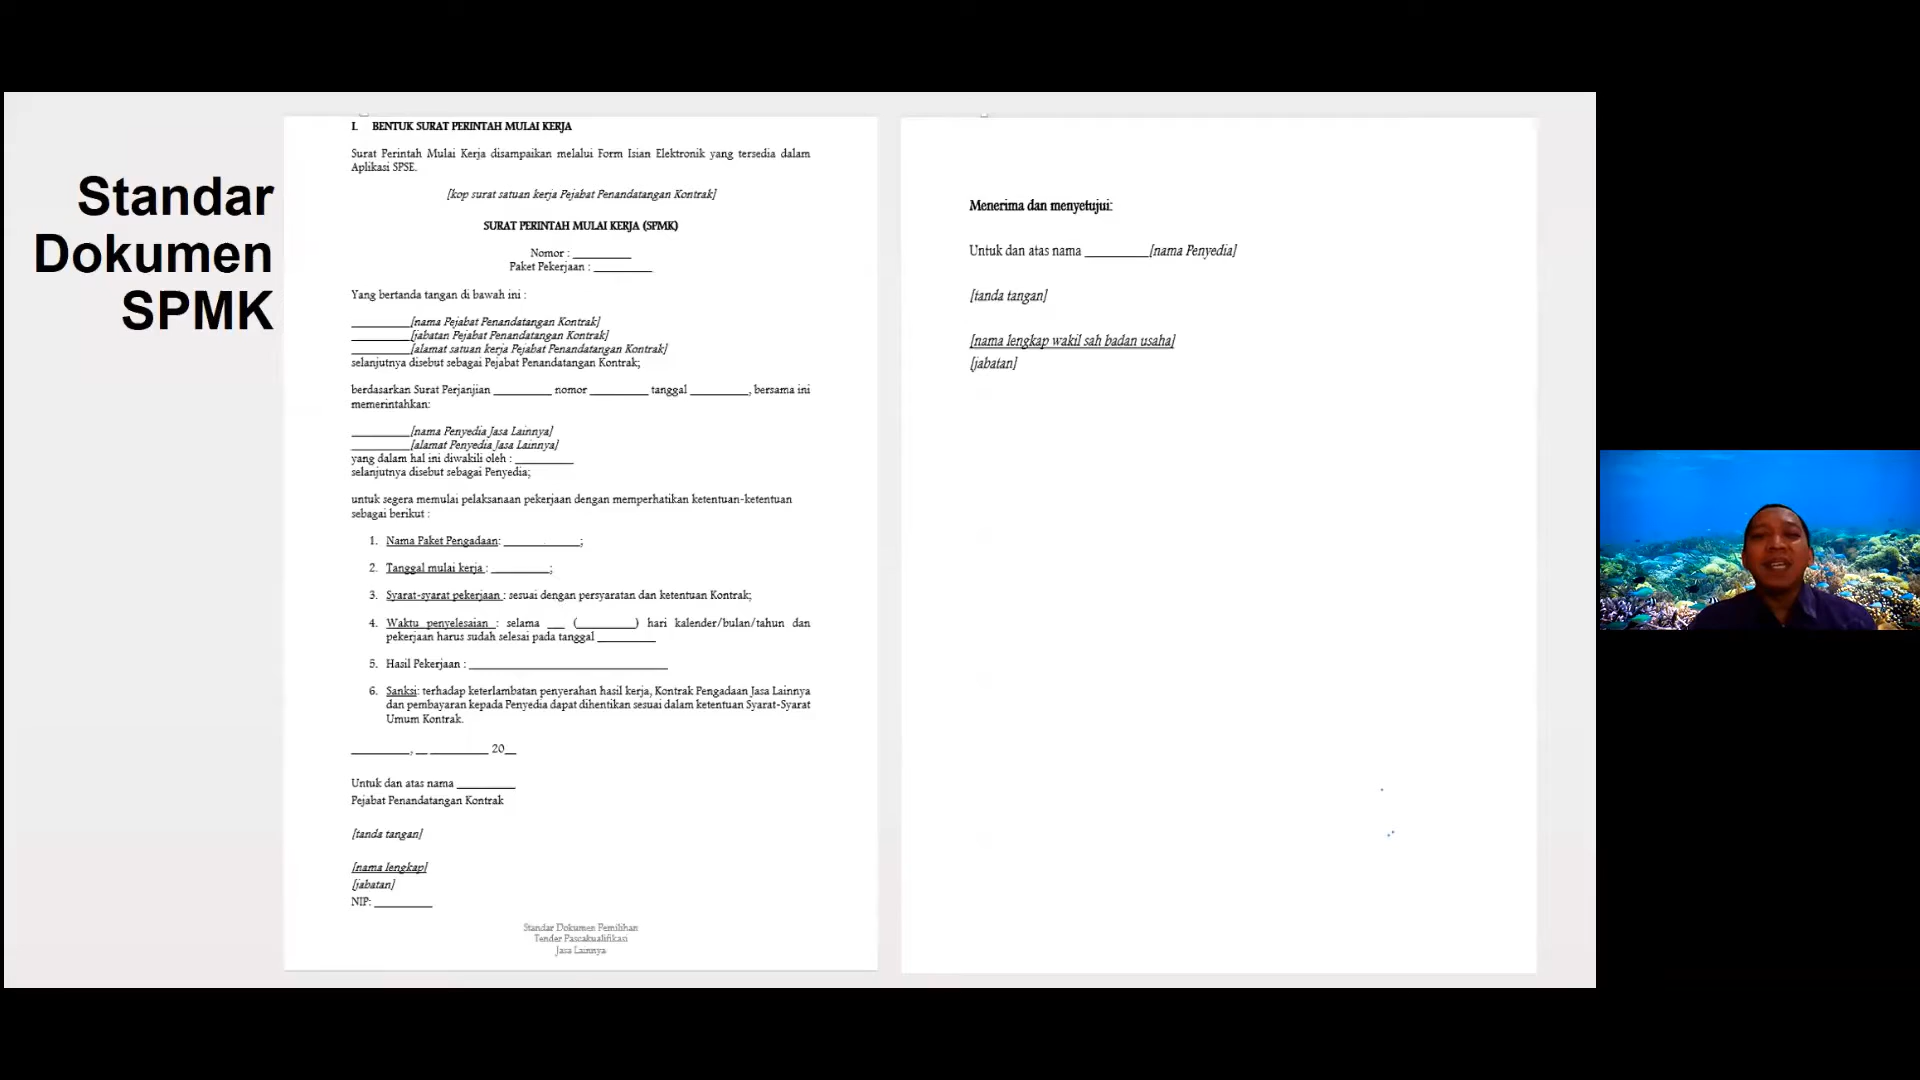 Standar
Dokumen
SPMK
I. BENTUK SURAT PERINTAH MULAI KERJA
Surat Perintah Mulai Kerja disampaikan melalui Form Isian Elektronik yang tersedia dalam
Aplikasi SPSE.
[kop surat satuan kerja Pejabat Penandatangan Kontrak]
SURAT PERINTAH MULAI KERJA (SPMK)
Nomor : __________
Paket Pekerjaan : __________
Yang bertanda tangan di bawah ini :
__________[nama Pejabat Penandatangan Kontrak]
__________[jabatan Pejabat Penandatangan Kontrak]
__________[alamat satuan kerja Pejabat Penandatangan Kontrak]
selanjutnya disebut sebagai Pejabat Penandatangan Kontrak;
berdasarkan Surat Perjanjian __________ nomor __________ tanggal __________, bersama ini
memerintahkan:
__________[nama Penyedia Jasa Lainnya]
__________[alamat Penyedia Jasa Lainnya]
yang dalam hal ini diwakili oleh : __________
selanjutnya disebut sebagai Penyedia;
untuk segera memulai pelaksanaan pekerjaan dengan memperhatikan ketentuan-ketentuan
sebagai berikut :
1. Nama Paket Pengadaan: _____________;
2. Tanggal mulai kerja : __________;
3. Syarat-syarat pekerjaan : sesuai dengan persyaratan dan ketentuan Kontrak;
4. Waktu penyelesaian : selama ___ (__________) hari kalender/bulan/tahun dan
pekerjaan harus sudah selesai pada tanggal __________
5. Hasil Pekerjaan : __________________________________
6. Sanksi: terhadap keterlambatan penyerahan hasil kerja, Kontrak Pengadaan Jasa Lainnya
dan pembayaran kepada Penyedia dapat dihentikan sesuai dalam ketentuan Syarat-Syarat
Umum Kontrak.
__________, __ __________ 20__
Untuk dan atas nama __________
Pejabat Penandatangan Kontrak
[tanda tangan]
[nama lengkap]
[jabatan]
NIP: __________
Standar Dokumen Pemilihan
Tender Pascakualifikasi
Jasa Lainnya
Menerima dan menyetujui:
Untuk dan atas nama __________[nama Penyedia]
[tanda tangan]
[nama lengkap wakil sah badan usaha]
[jabatan]